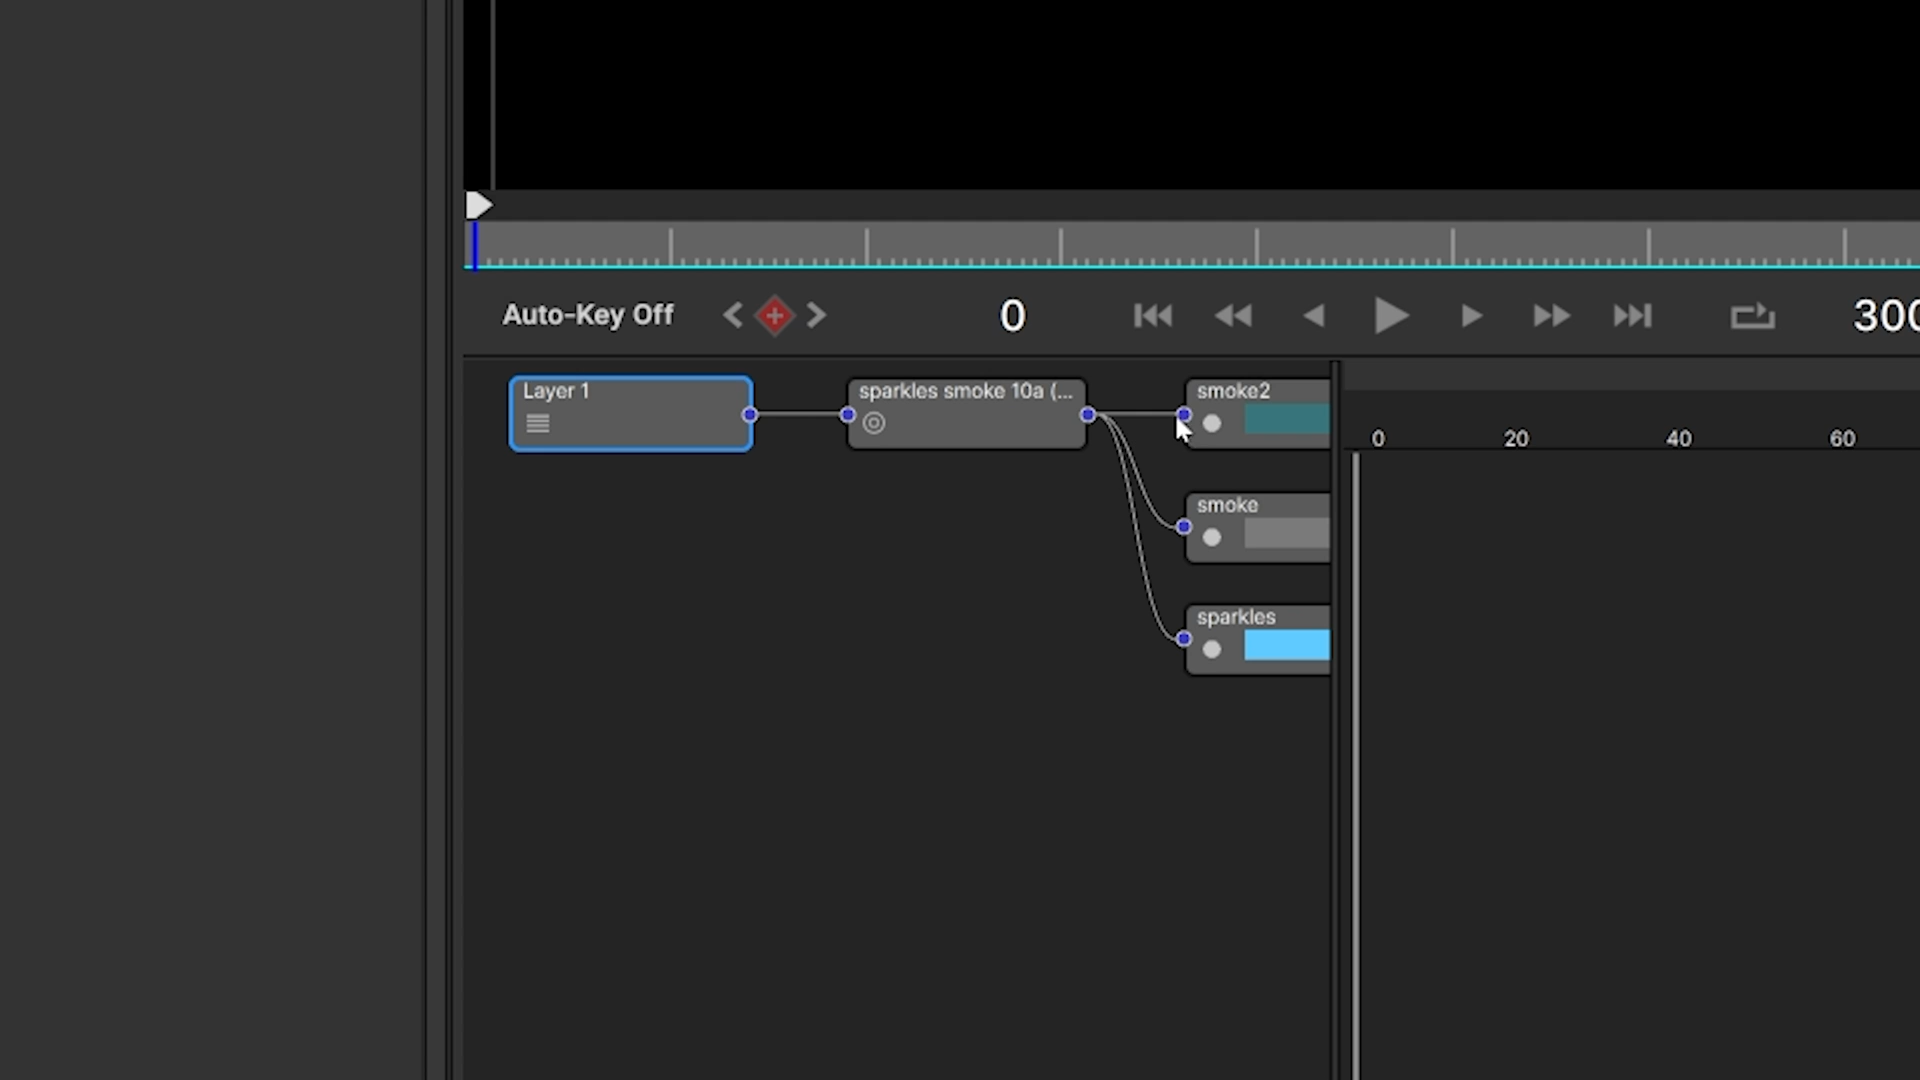 Auto-Key Off
0
300
Layer 1
sparkles smoke 10a (...
smoke2
smoke
sparkles
0 20 40 60